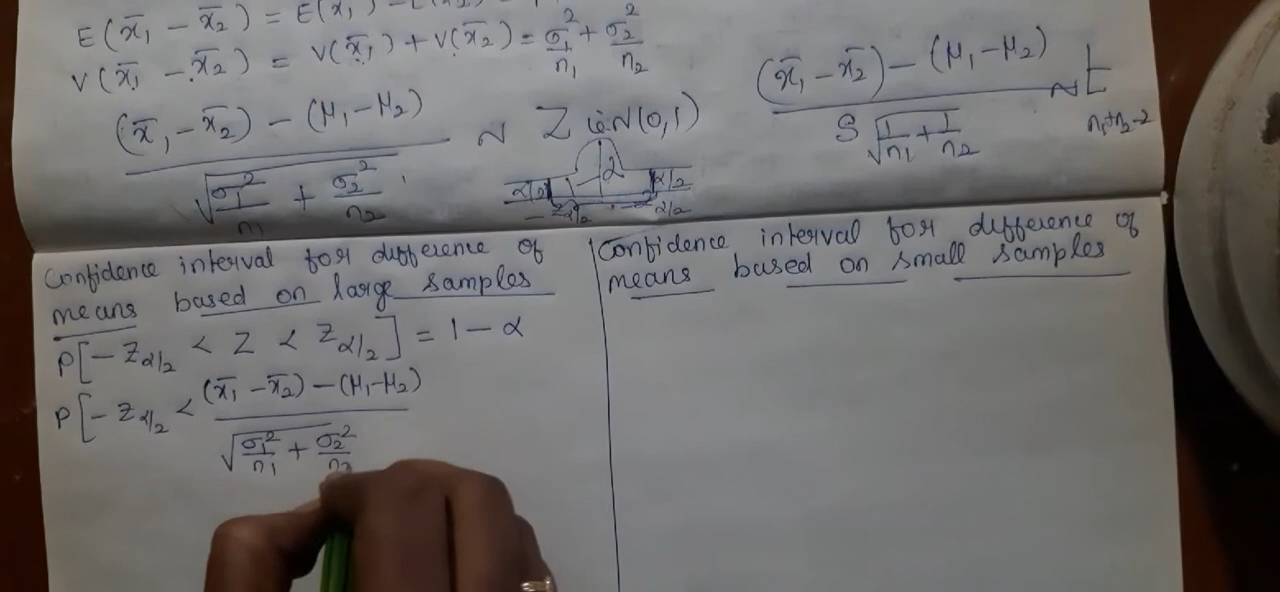 E(x̄₁ − x̄₂) = E(x̄₁)
V(x̄₁ − x̄₂) = V(x̄₁) + V(x̄₂) = σ₁²/n₁ + σ₂²/n₂
(x̄₁ − x̄₂) − (μ₁ − μ₂) / √(σ₁²/n₁ + σ₂²/n₂) ~ Z is N(0,1)
α/2 1−α α/2
−Zα/2 Zα/2
(x̄₁ − x̄₂) − (μ₁ − μ₂) / S√(1/n₁ + 1/n₂) ~ t n₁+n₂−2
Confidence interval for difference of
means based on large samples
P[−Zα/2 < Z < Zα/2] = 1 − α
P[−Zα/2 < (x̄₁ − x̄₂) − (μ₁ − μ₂) / √(σ₁²/n₁ + σ₂²/n₂)
Confidence interval for difference of
means based on small samples